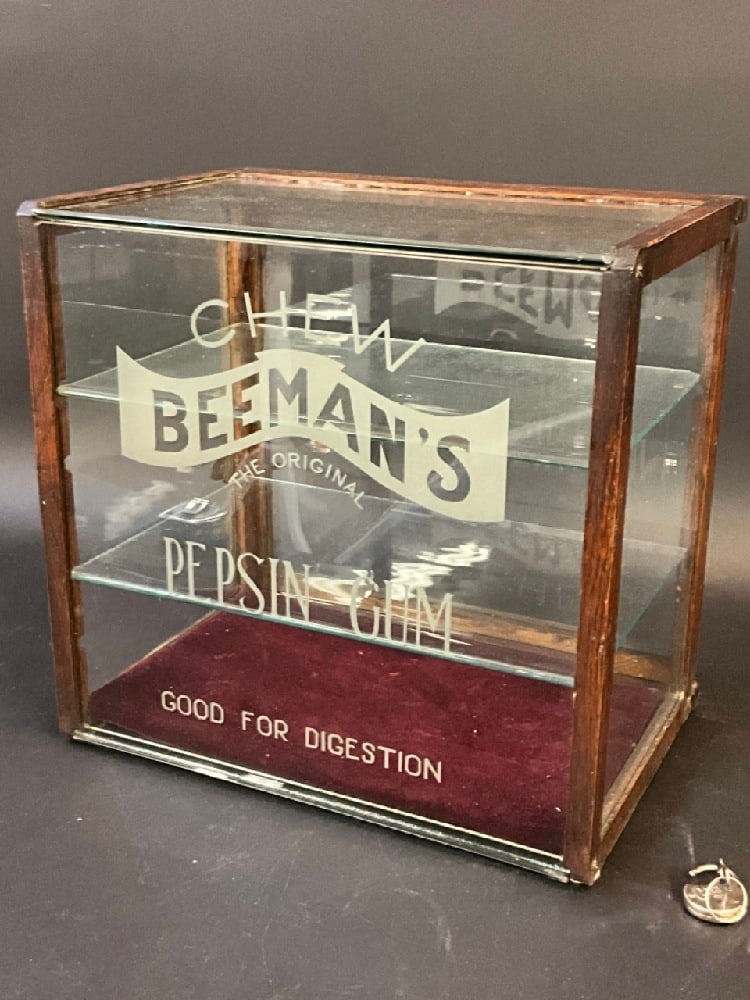 CHEW
BEEMAN'S
THE ORIGINAL
PEPSIN GUM
GOOD FOR DIGESTION